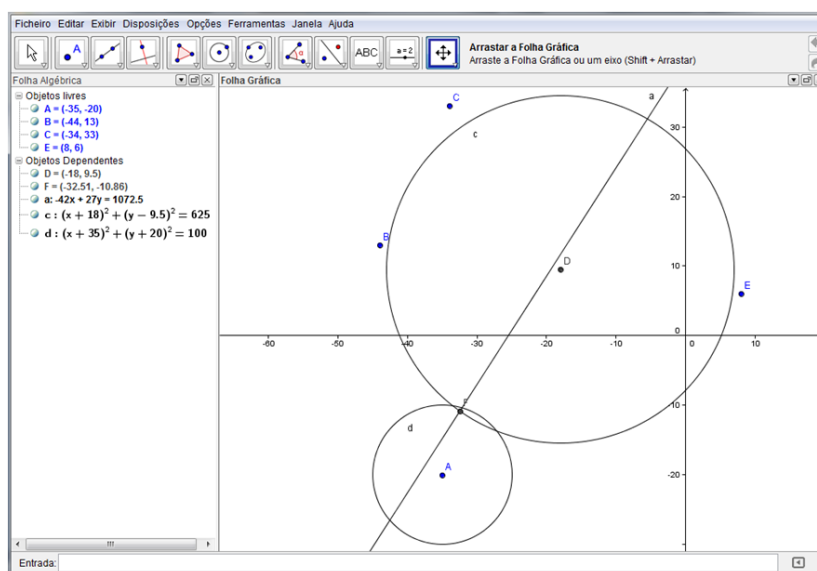 Ficheiro Editar Exibir Disposições Opções Ferramentas Janela Ajuda
A
ABC
a=2
Arrastar a Folha Gráfica
Arraste a Folha Gráfica ou um eixo (Shift + Arrastar)
Folha Algébrica
Folha Gráfica
Objetos livres
A = (-35, -20)
B = (-44, 13)
C = (-34, 33)
E = (8, 6)
Objetos Dependentes
D = (-18, 9.5)
F = (-32.51, -10.86)
a: -42x + 27y = 1072.5
c : (x + 18)² + (y − 9.5)² = 625
d : (x + 35)² + (y + 20)² = 100
C
a
c
30
20
B
D
10
E
0
-60 -50 -40 -30 -20 -10 0 10
F
-10
d
A
-20
Entrada: